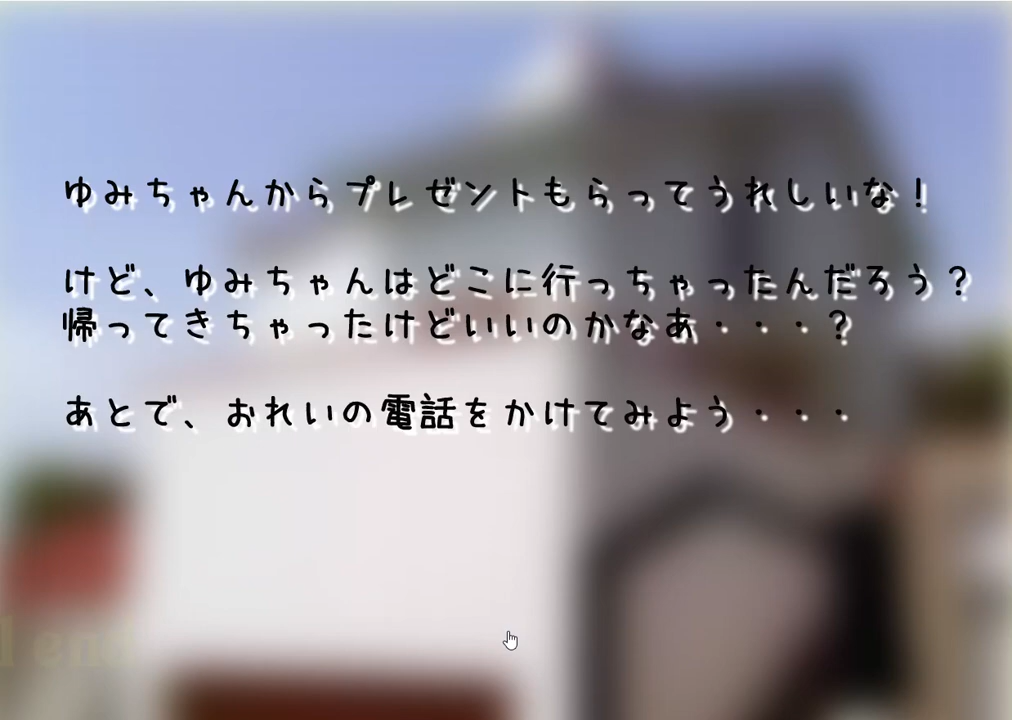 ゆみちゃんからプレゼントもらってうれしいな！
けど、ゆみちゃんはどこに行っちゃったんだろう？
帰ってきちゃったけどいいのかなあ・・・？
あとで、おれいの電話をかけてみよう・・・